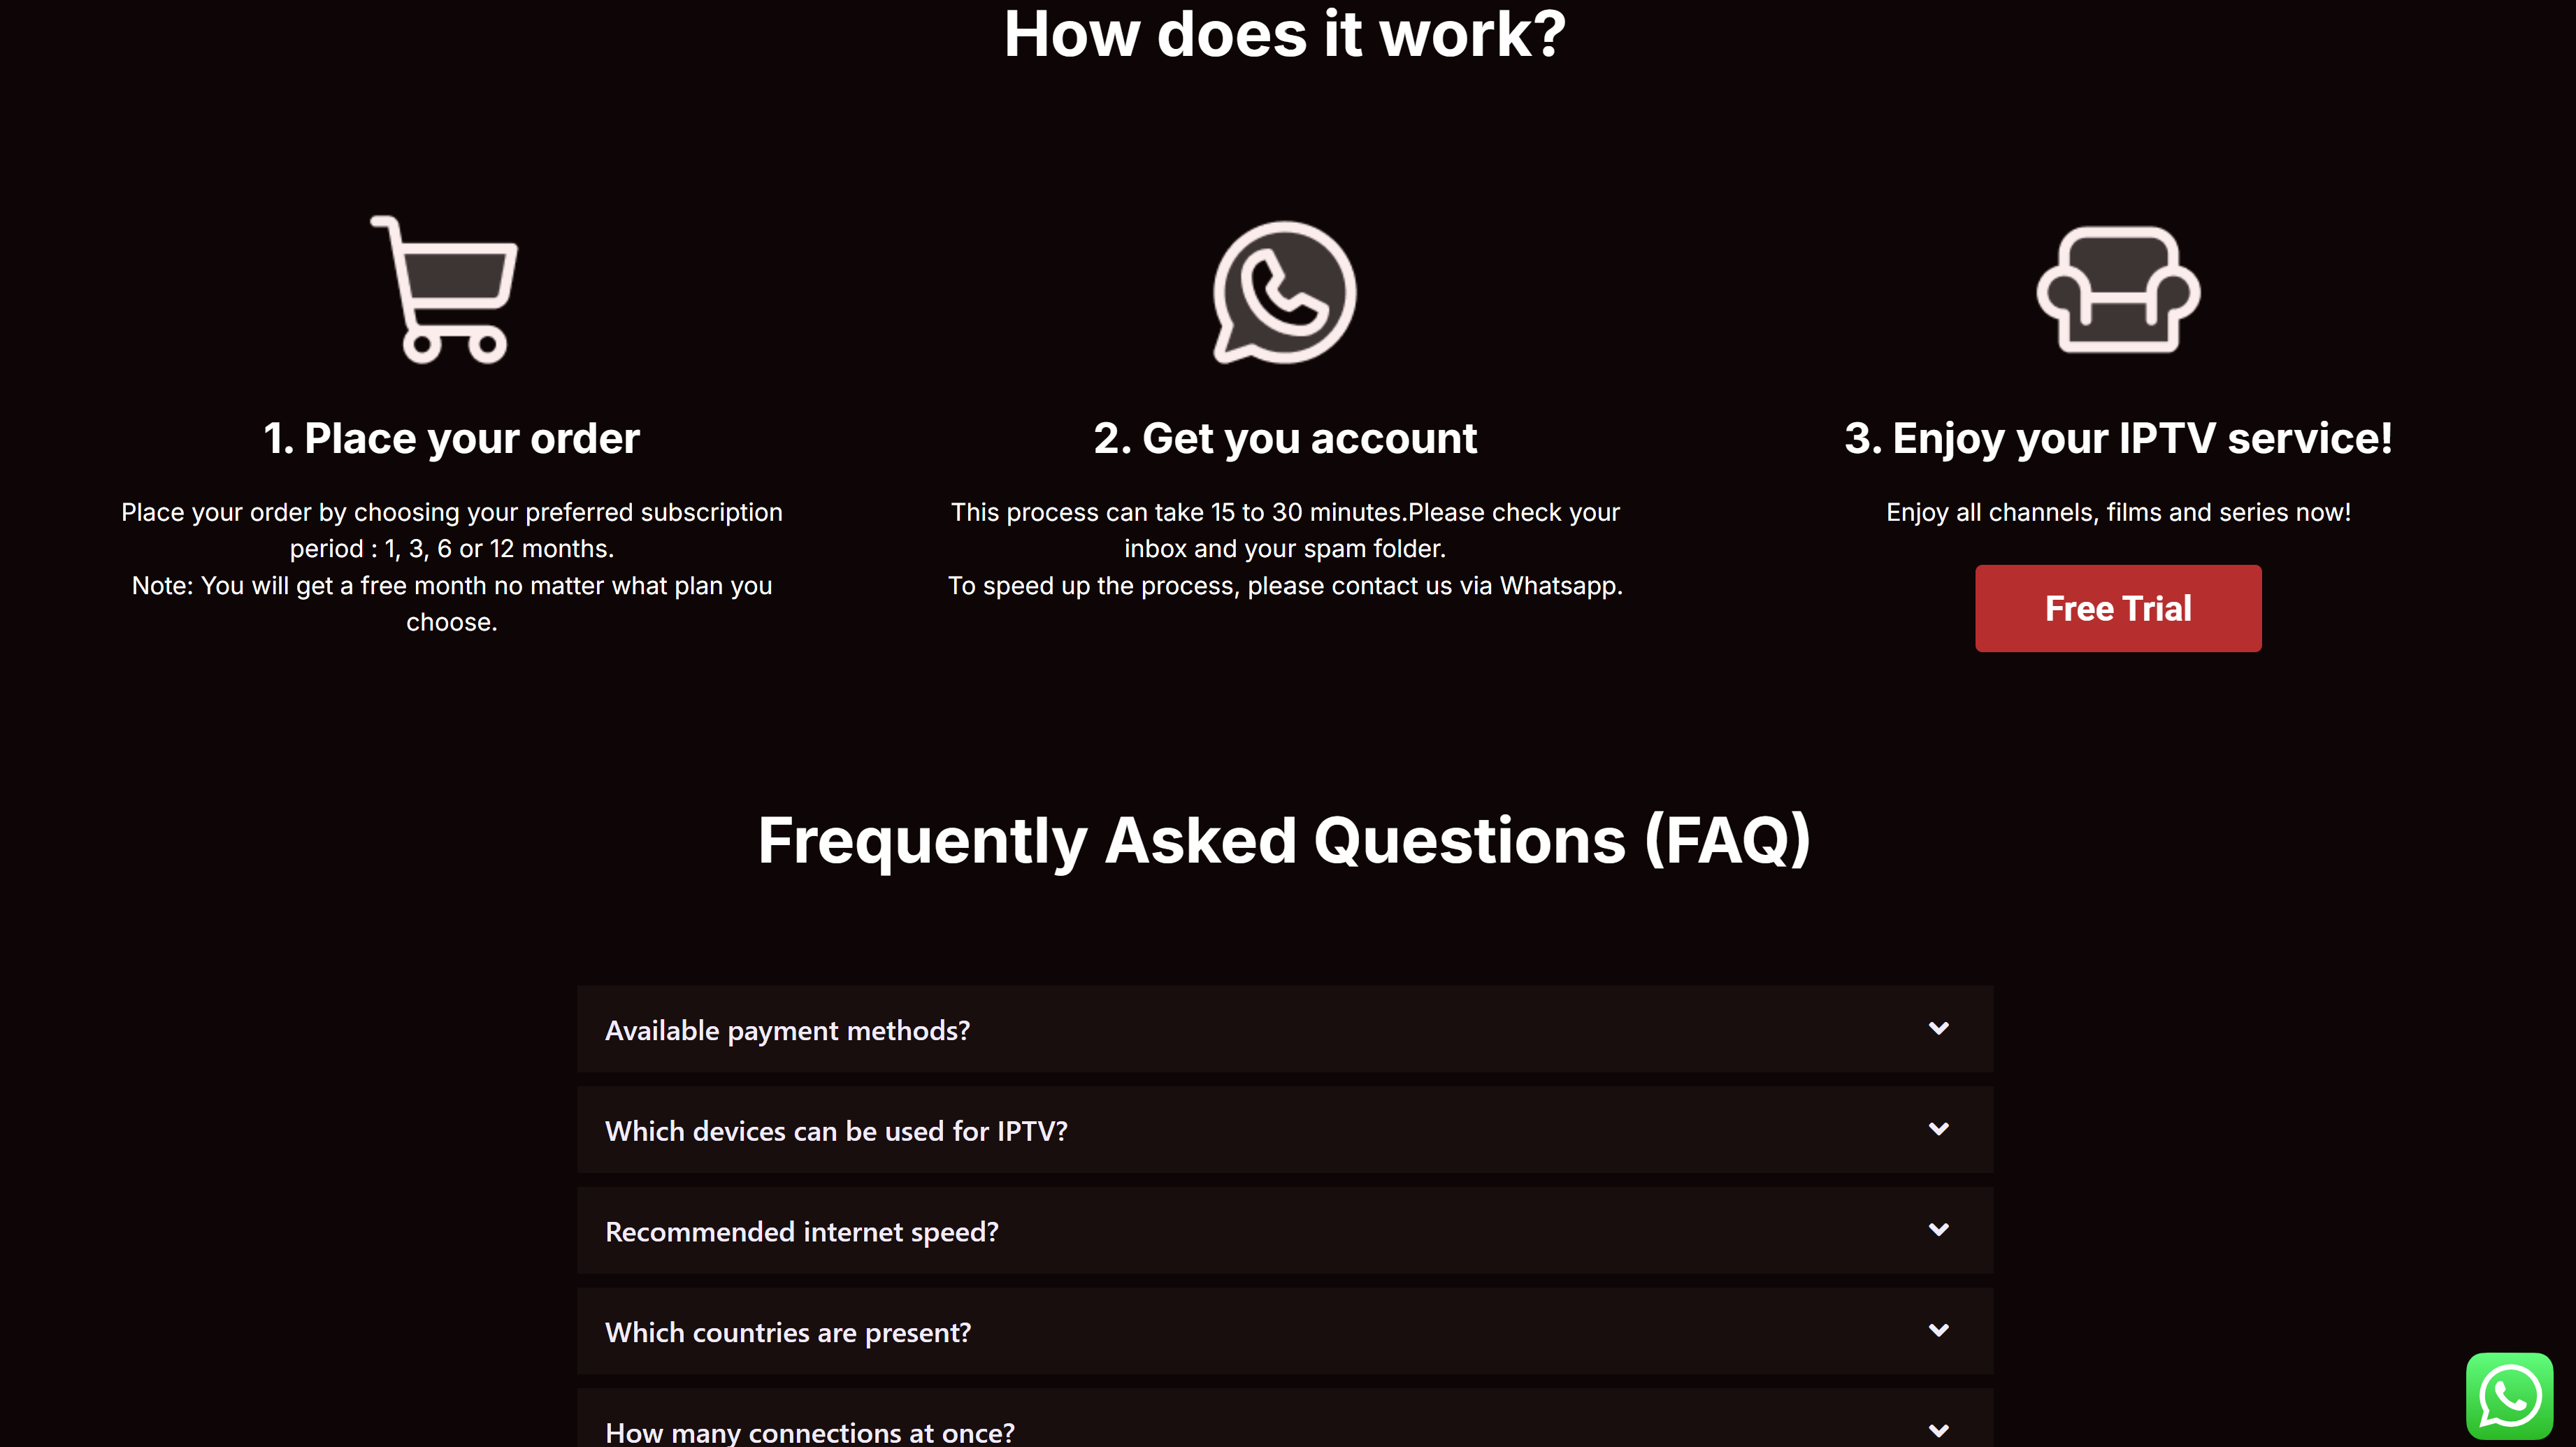 How does it work?
1. Place your order
Place your order by choosing your preferred subscription
period : 1, 3, 6 or 12 months.
Note: You will get a free month no matter what plan you
choose.
2. Get you account
This process can take 15 to 30 minutes.Please check your
inbox and your spam folder.
To speed up the process, please contact us via Whatsapp.
3. Enjoy your IPTV service!
Enjoy all channels, films and series now!
Free Trial
Frequently Asked Questions (FAQ)
Available payment methods?
Which devices can be used for IPTV?
Recommended internet speed?
Which countries are present?
How many connections at once?